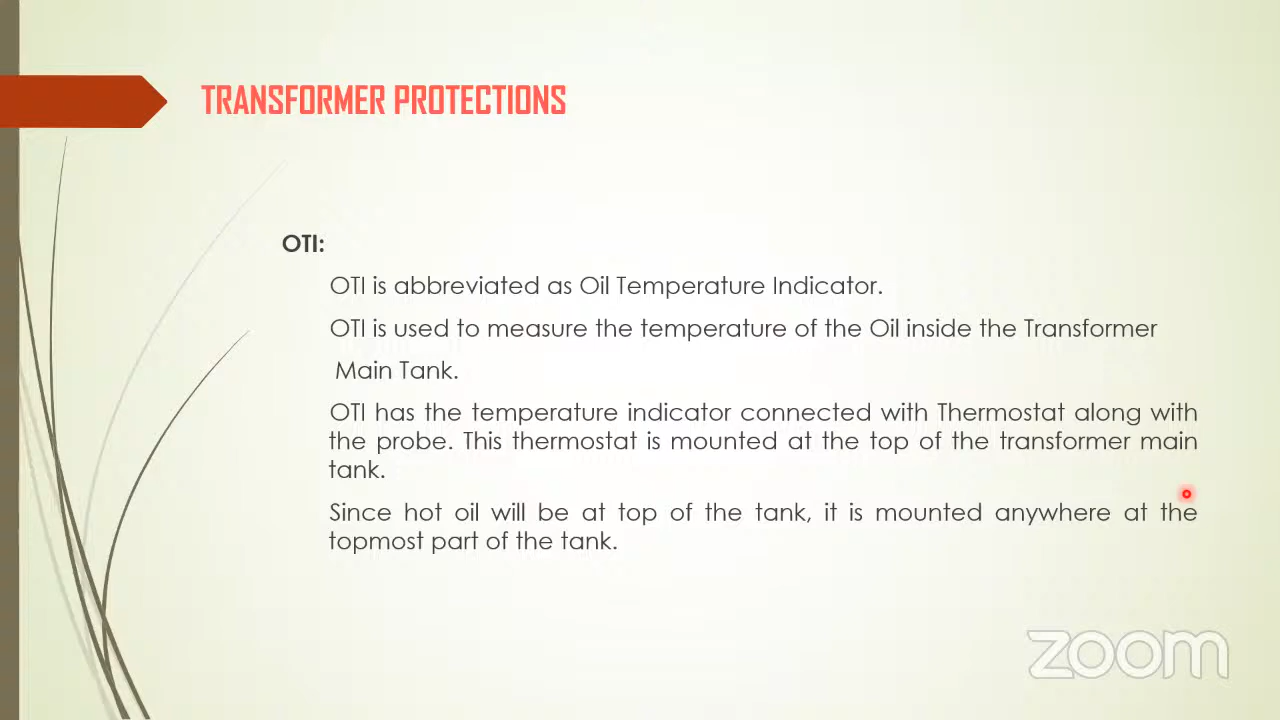 TRANSFORMER PROTECTIONS
OTI:
OTI is abbreviated as Oil Temperature Indicator.
OTI is used to measure the temperature of the Oil inside the Transformer
Main Tank.
OTI has the temperature indicator connected with Thermostat along with
the probe. This thermostat is mounted at the top of the transformer main
tank.
Since hot oil will be at top of the tank, it is mounted anywhere at the
topmost part of the tank.
zoom